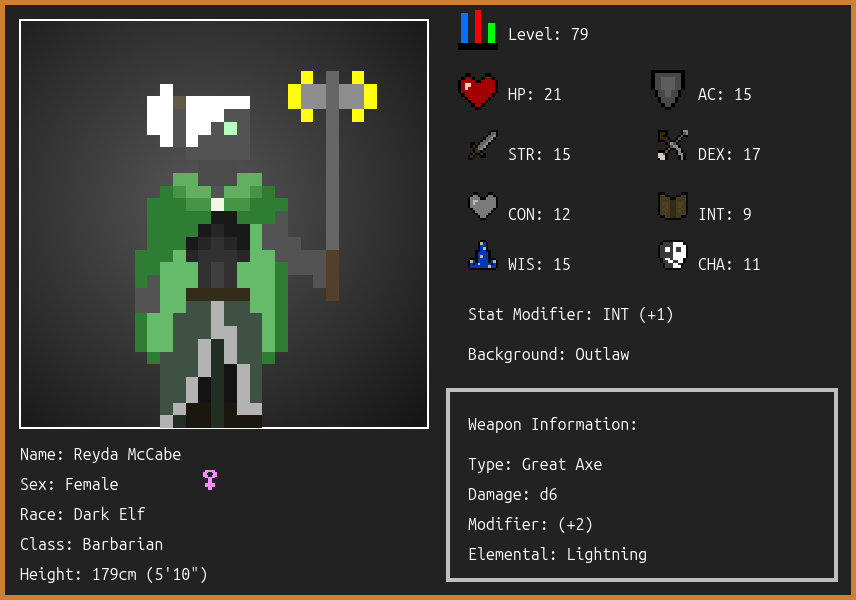 Level: 79
HP: 21
AC: 15
STR: 15
DEX: 17
CON: 12
INT: 9
WIS: 15
CHA: 11
Stat Modifier: INT (+1)
Background: Outlaw
Weapon Information:
Type: Great Axe
Damage: d6
Modifier: (+2)
Elemental: Lightning
Name: Reyda McCabe
Sex: Female
Race: Dark Elf
Class: Barbarian
Height: 179cm (5'10")